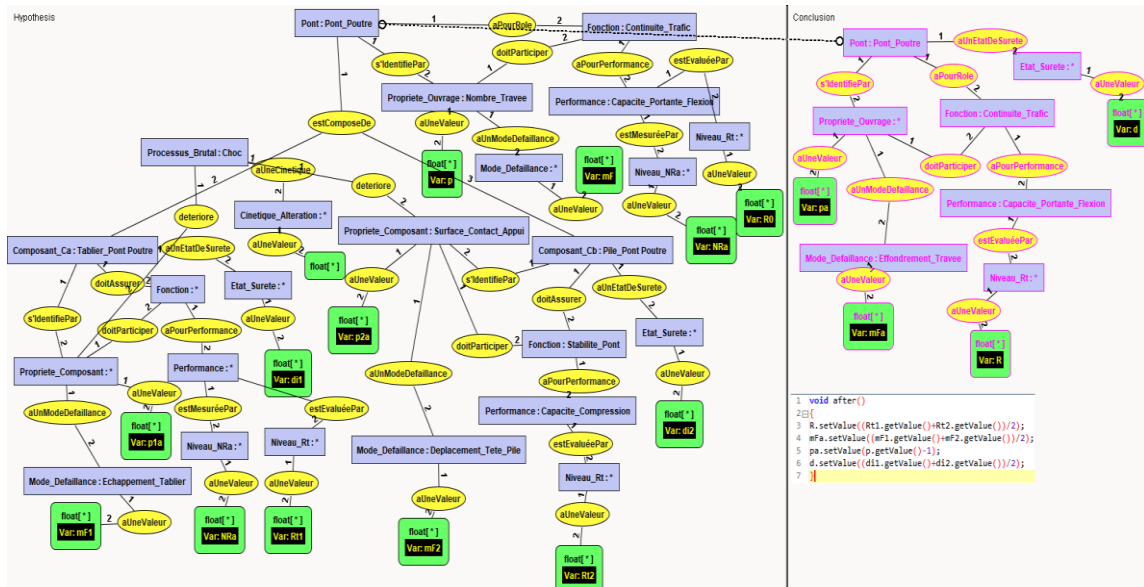 Hypothesis
Pont : Pont_Poutre
1
aPourRole
2
Fonction : Continuite_Trafic
s'IdentifiePar
doitParticiper
aPourPerformance
estEvaluéePar
Propriete_Ouvrage : Nombre_Travee
Performance : Capacite_Portante_Flexion
estComposeDe
aUneValeur
aUnModeDefaillance
estMesuréePar
Niveau_Rt : *
Processus_Brutal : Choc
aUneCinetique
float[ * ]
Var: p
Mode_Defaillance : *
float[ * ]
Var: mF
Niveau_NRa : *
aUneValeur
deteriore
aUneValeur
aUneValeur
float[ * ]
Var: R0
deteriore
Cinetique_Alteration : *
float[ * ]
Var: NRa
Propriete_Composant : Surface_Contact_Appui
Composant_Ca : Tablier_Pont Poutre
aUnEtatDeSurete
aUneValeur
Composant_Cb : Pile_Pont Poutre
float[ * ]
doitAssurer
Fonction : *
Etat_Surete : *
aUneValeur
s'IdentifiePar
doitAssurer
aUnEtatDeSurete
s'IdentifiePar
doitParticiper
aPourPerformance
aUneValeur
float[ * ]
Var: p2a
Etat_Surete : *
doitParticiper
Fonction : Stabilite_Pont
Propriete_Composant : *
Performance : *
float[ * ]
Var: di1
aUnModeDefaillance
aPourPerformance
aUneValeur
aUneValeur
aUnModeDefaillance
estMesuréePar
estEvaluéePar
Performance : Capacite_Compression
float[ * ]
Var: di2
float[ * ]
Var: p1a
Niveau_NRa : *
Niveau_Rt : *
Mode_Defaillance : Deplacement_Tete_Pile
estEvaluéePar
Niveau_Rt : *
Mode_Defaillance : Echappement_Tablier
aUneValeur
aUneValeur
aUneValeur
aUneValeur
float[ * ]
Var: mF1
2
aUneValeur
float[ * ]
Var: NRa
float[ * ]
Var: Rt1
float[ * ]
Var: mF2
float[ * ]
Var: Rt2
Conclusion
Pont : Pont_Poutre
1
aUnEtatDeSurete
Etat_Surete : *
s'IdentifiePar
aPourRole
aUneValeur
Propriete_Ouvrage : *
Fonction : Continuite_Trafic
float[ * ]
Var: d
aUneValeur
doitParticiper
aPourPerformance
float[ * ]
Var: pa
aUnModeDefaillance
Performance : Capacite_Portante_Flexion
estEvaluéePar
Mode_Defaillance : Effondrement_Travee
Niveau_Rt : *
aUneValeur
float[ * ]
Var: mFa
aUneValeur
float[ * ]
Var: R
1 void after()
2 {
3 R.setValue((Rt1.getValue()+Rt2.getValue())/2);
4 mFa.setValue((mF1.getValue()+mF2.getValue())/2);
5 pa.setValue(p.getValue()-1);
6 d.setValue((di1.getValue()+di2.getValue())/2);
7 }